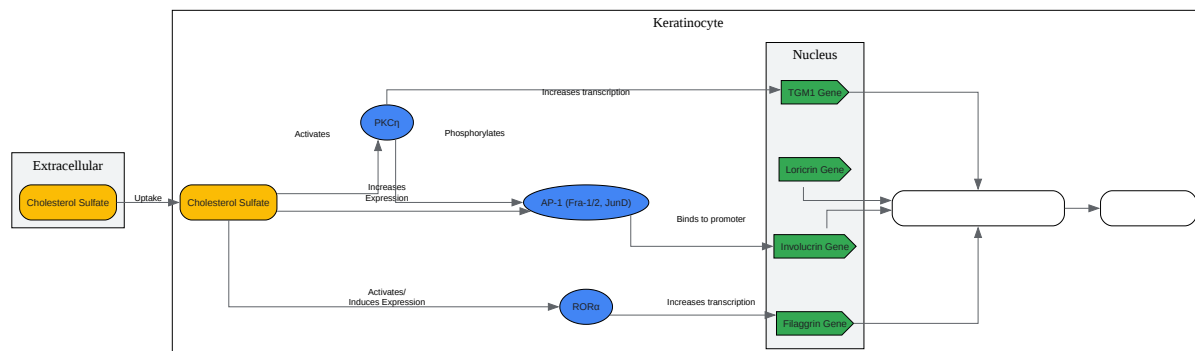 Keratinocyte
Nucleus
Increases transcription
TGM1 Gene
PKCη
Activates
Phosphorylates
Extracellular
Loricrin Gene
Cholesterol Sulfate
Uptake
Cholesterol Sulfate
Increases
Expression
AP-1 (Fra-1/2, JunD)
Binds to promoter
Involucrin Gene
Activates/
Induces Expression
RORα
Increases transcription
Filaggrin Gene